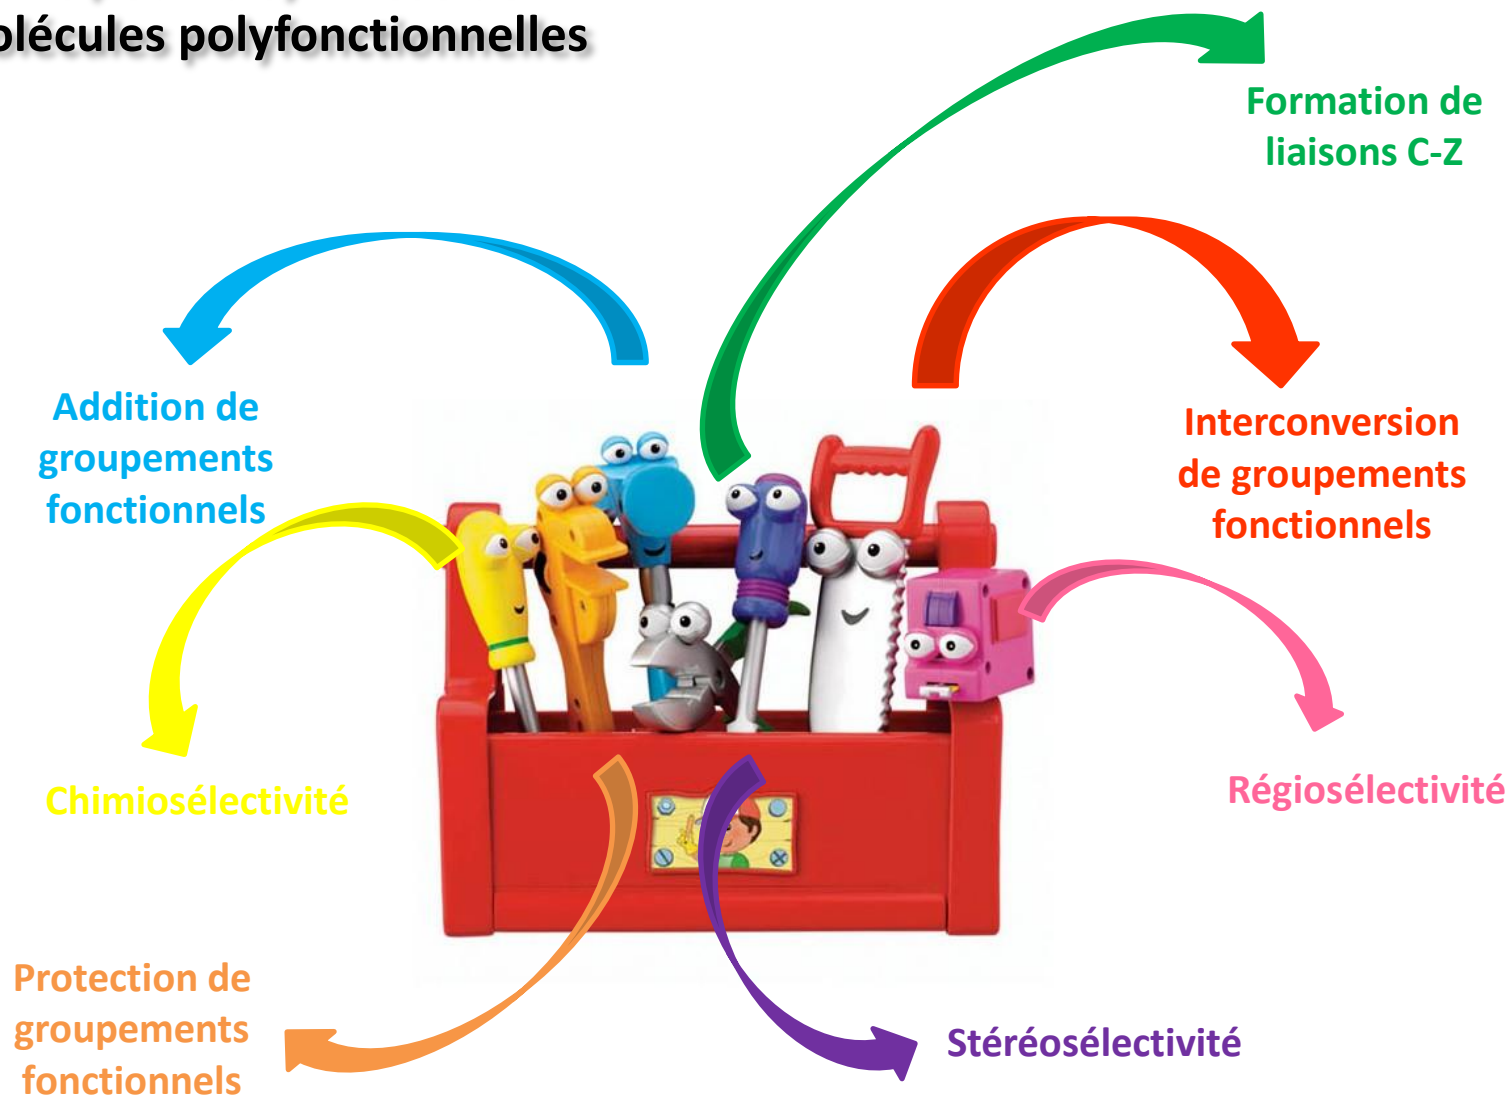 polyfonctionnelles
Formation de
liaisons C-Z
Addition de
groupements
fonctionnels
Interconversion
de groupements
fonctionnels
Chimiosélectivité
Régiosélectivité
Protection de
groupements
fonctionnels
Stéréosélectivité